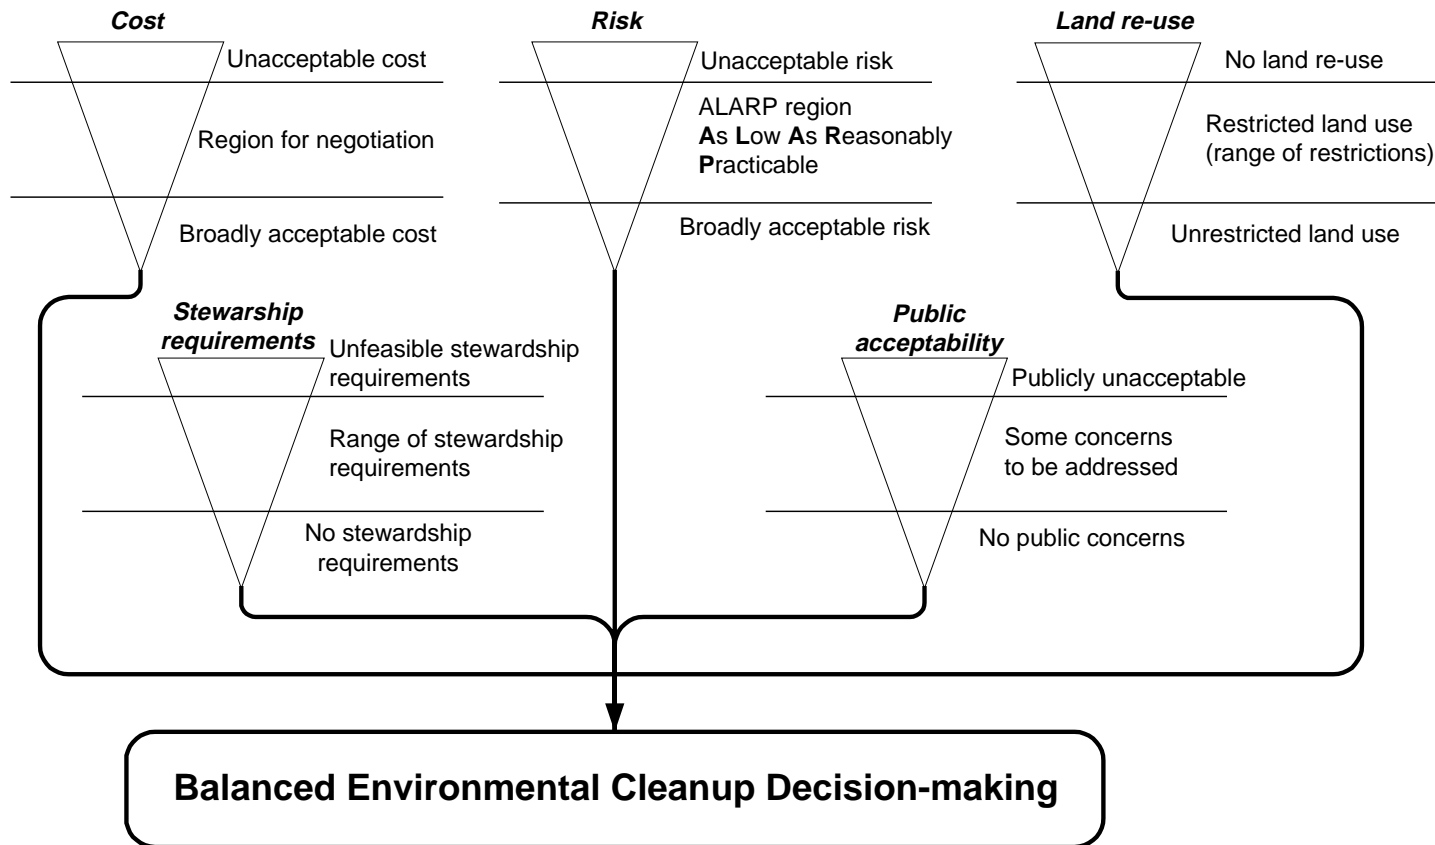 Cost
Unacceptable cost
Region for negotiation
Broadly acceptable cost
Risk
Unacceptable risk
ALARP region
As Low As Reasonably
Practicable
Broadly acceptable risk
Land re-use
No land re-use
Restricted land use
(range of restrictions)
Unrestricted land use
Stewarship
requirements
Unfeasible stewardship
requirements
Range of stewardship
requirements
No stewardship
requirements
Public
acceptability
Publicly unacceptable
Some concerns
to be addressed
No public concerns
Balanced Environmental Cleanup Decision-making